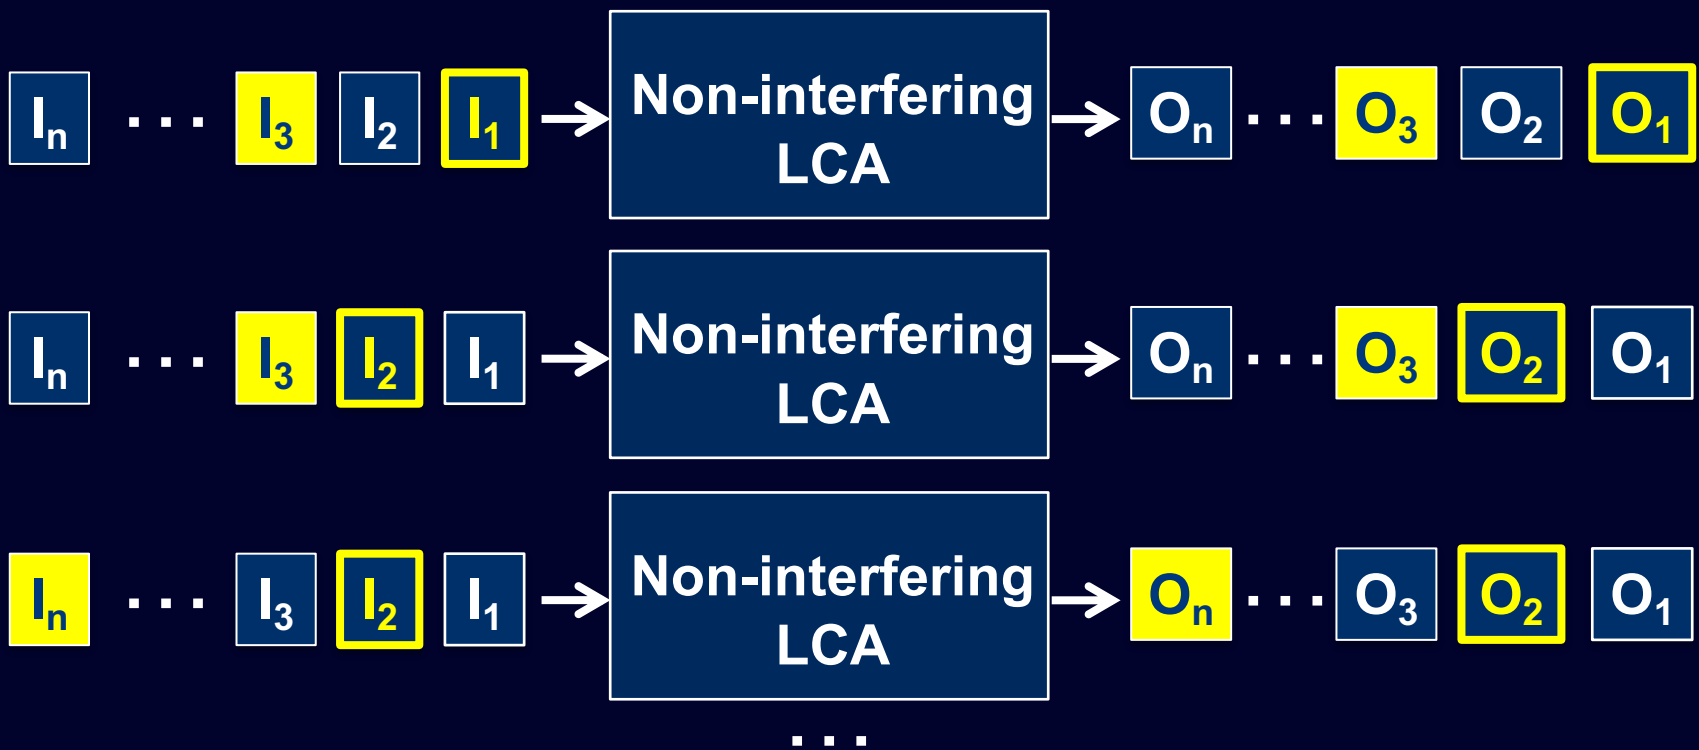 Iₙ ... I₃ I₂ I₁ Non-interfering LCA Oₙ ... O₃ O₂ O₁
Iₙ ... I₃ I₂ I₁ Non-interfering LCA Oₙ ... O₃ O₂ O₁
Iₙ ... I₃ I₂ I₁ Non-interfering LCA Oₙ ... O₃ O₂ O₁
...